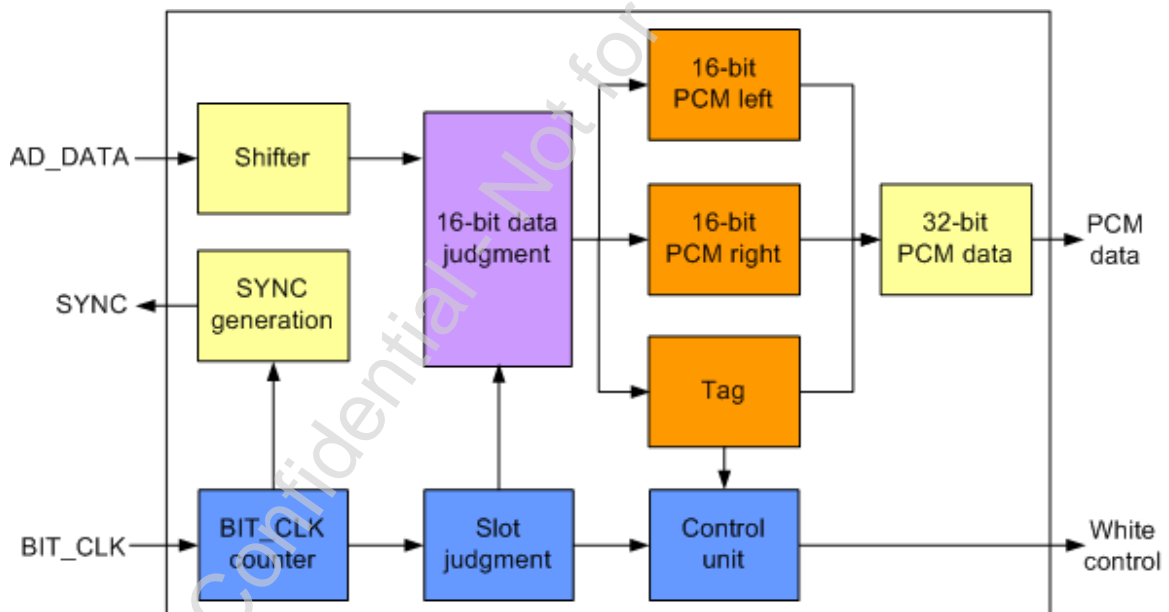 16-bit
PCM left
AD_DATA
Shifter
16-bit data
judgment
16-bit
PCM right
32-bit
PCM data
PCM
data
SYNC
SYNC
generation
Tag
BIT_CLK
BIT_CLK
counter
Slot
judgment
Control
unit
White
control
Confidential - Not for